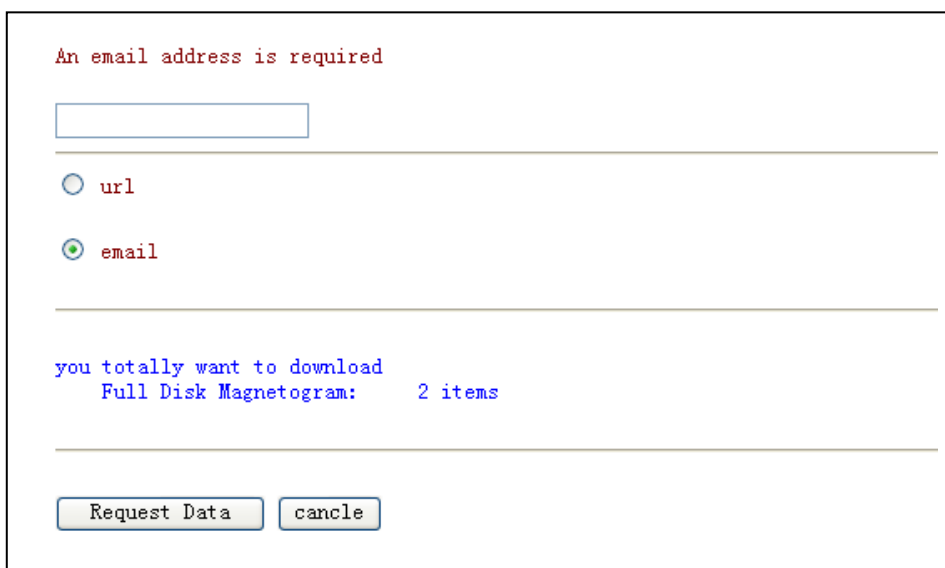 An email address is required
url
email
you totally want to download
Full Disk Magnetogram: 2 items
Request Data cancle